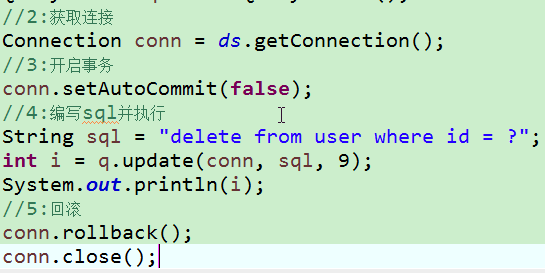 //2:获取连接
Connection conn = ds.getConnection();
//3:开启事务
conn.setAutoCommit(false);
//4:编写sql并执行
String sql = "delete from user where id = ?";
int i = q.update(conn, sql, 9);
System.out.println(i);
//5:回滚
conn.rollback();
conn.close();